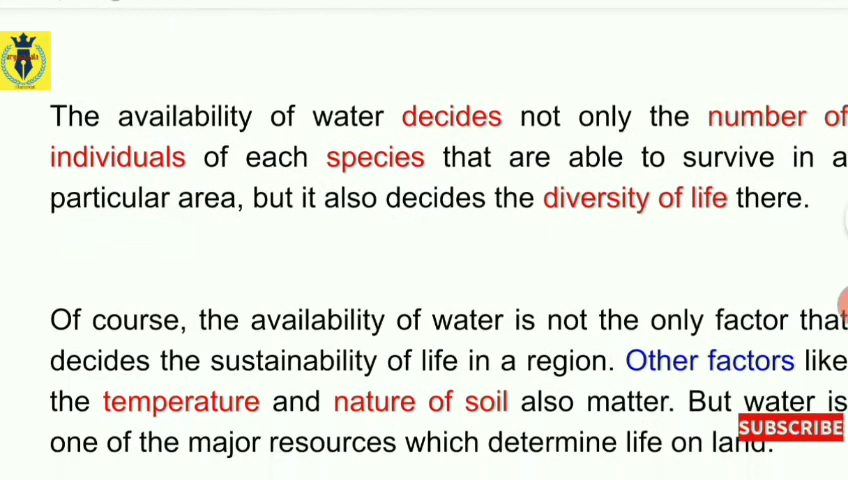 The availability of water decides not only the number of
individuals of each species that are able to survive in a
particular area, but it also decides the diversity of life there.
Of course, the availability of water is not the only factor that
decides the sustainability of life in a region. Other factors like
the temperature and nature of soil also matter. But water is
SUBSCRIBE
one of the major resources which determine life on land.